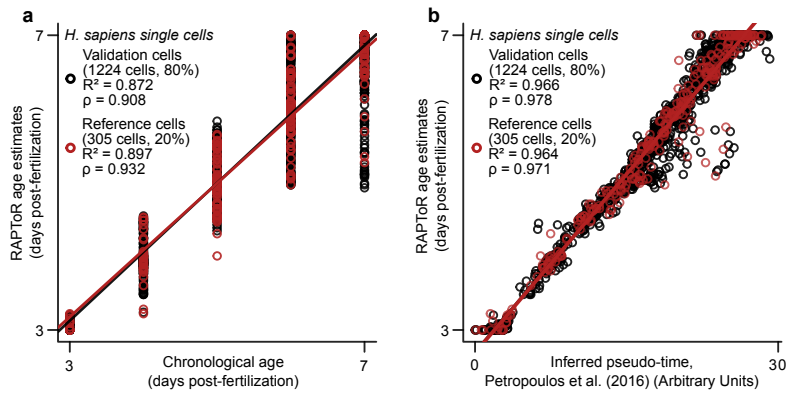 a
H. sapiens single cells
Validation cells
(1224 cells, 80%)
R² = 0.872
ρ = 0.908
Reference cells
(305 cells, 20%)
R² = 0.897
ρ = 0.932
RAPToR age estimates
(days post-fertilization)
7
3
3
7
Chronological age
(days post-fertilization)
b
H. sapiens single cells
Validation cells
(1224 cells, 80%)
R² = 0.966
ρ = 0.978
Reference cells
(305 cells, 20%)
R² = 0.964
ρ = 0.971
RAPToR age estimates
(days post-fertilization)
7
3
0
30
Inferred pseudo-time,
Petropoulos et al. (2016) (Arbitrary Units)